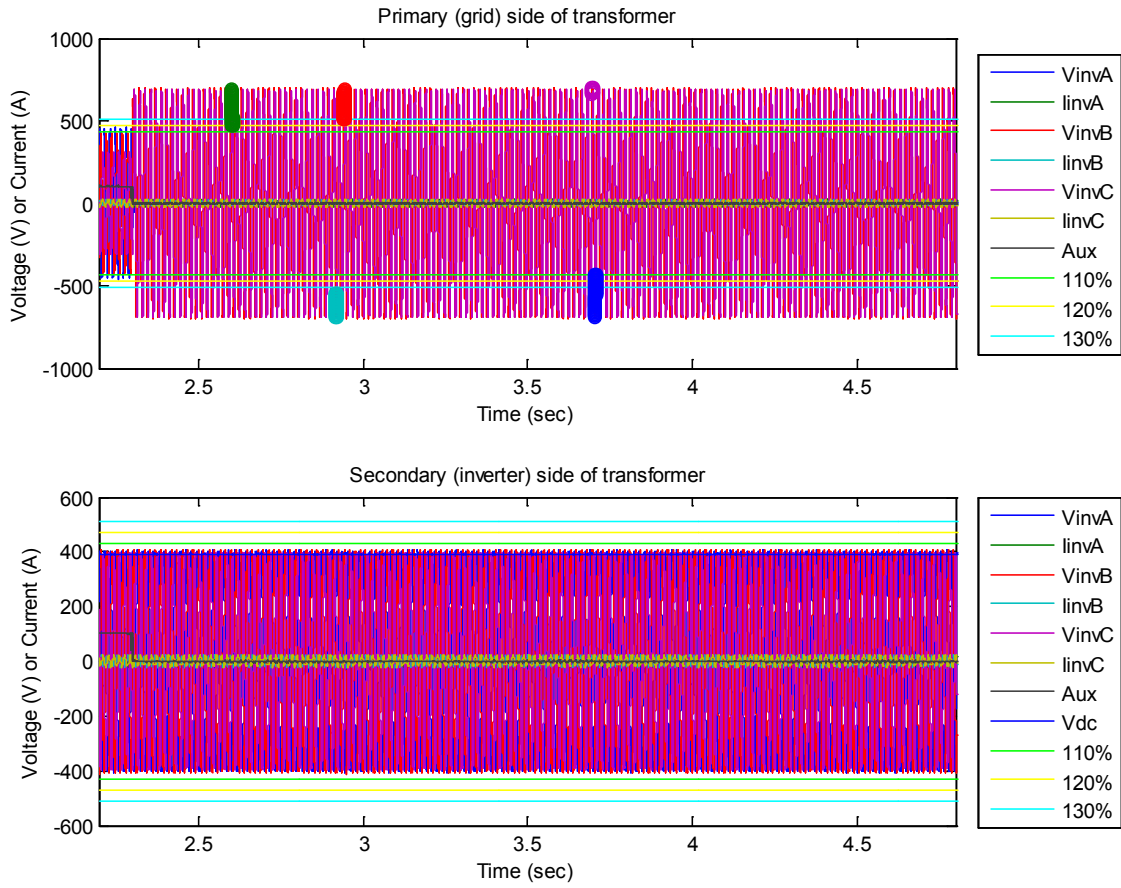 Primary (grid) side of transformer
Voltage (V) or Current (A)
1000
500
0
-500
-1000
2.5
3
3.5
4
4.5
Time (sec)
VinvA
IinvA
VinvB
IinvB
VinvC
IinvC
Aux
110%
120%
130%
Secondary (inverter) side of transformer
Voltage (V) or Current (A)
600
400
200
0
-200
-400
-600
2.5
3
3.5
4
4.5
Time (sec)
VinvA
IinvA
VinvB
IinvB
VinvC
IinvC
Aux
Vdc
110%
120%
130%